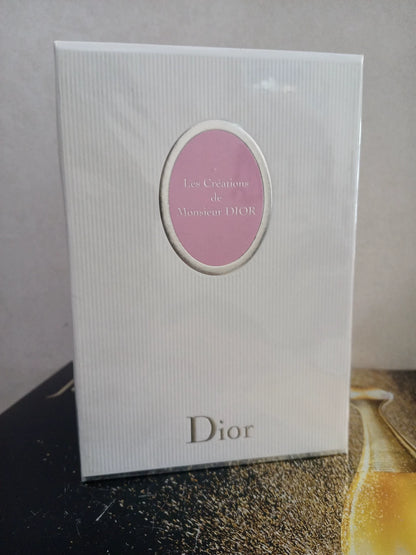 Les Créations
de
Monsieur DIOR
Dior